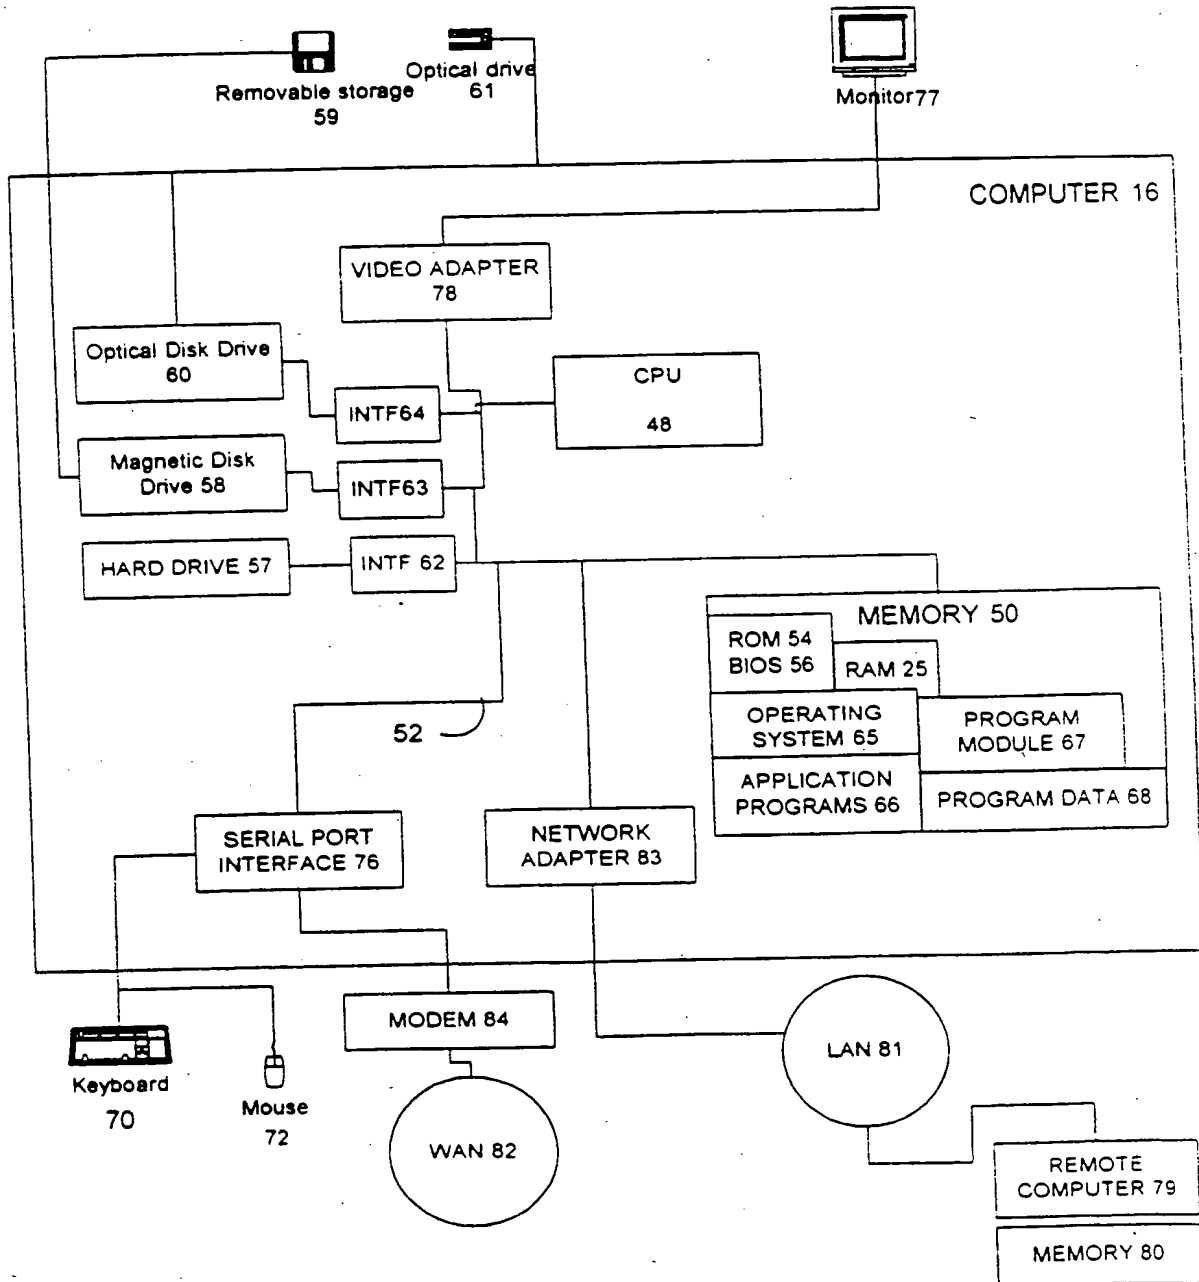 Removable storage
59
Optical drive
61
Monitor77
COMPUTER 16
VIDEO ADAPTER
78
Optical Disk Drive
60
CPU
48
INTF64
Magnetic Disk
Drive 58
INTF63
HARD DRIVE 57
INTF 62
MEMORY 50
ROM 54
BIOS 56
RAM 25
OPERATING
SYSTEM 65
PROGRAM
MODULE 67
APPLICATION
PROGRAMS 66
PROGRAM DATA 68
52
SERIAL PORT
INTERFACE 76
NETWORK
ADAPTER 83
MODEM 84
LAN 81
Keyboard
70
Mouse
72
WAN 82
REMOTE
COMPUTER 79
MEMORY 80